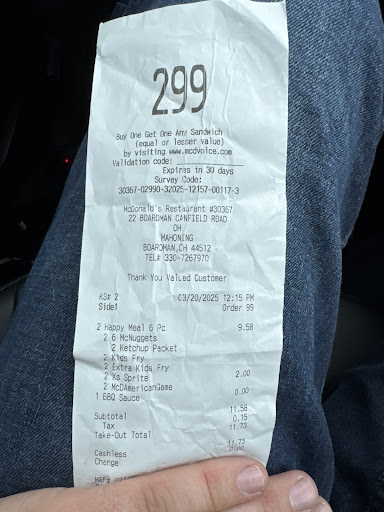 299
Buy One Get One Any Sandwich
(equal or lesser value)
by visiting www.mcdvoice.com
Validation code:
Expires in 30 days
Survey Code:
30367-02990-32025-12157-00117-3
McDonald's Restaurant #30367
22 BOARDMAN CANFIELD ROAD
OH
MAHONING
BOARDMAN,OH 44512
TEL# 330-7267970
Thank You Valued Customer
KS# 2 03/20/2025 12:15 PM
Side1 Order 99
2 Happy Meal 6 Pc 9.58
2 6 McNuggets
2 Ketchup Packet
2 Kids Fry
2 Extra Kids Fry
2 Xs Sprite 2.00
2 McDAmericanGame
1 BBQ Sauce 0.00
Subtotal 11.58
Tax 0.15
Take-Out Total 11.73
Cashless 11.73
Change 0.00